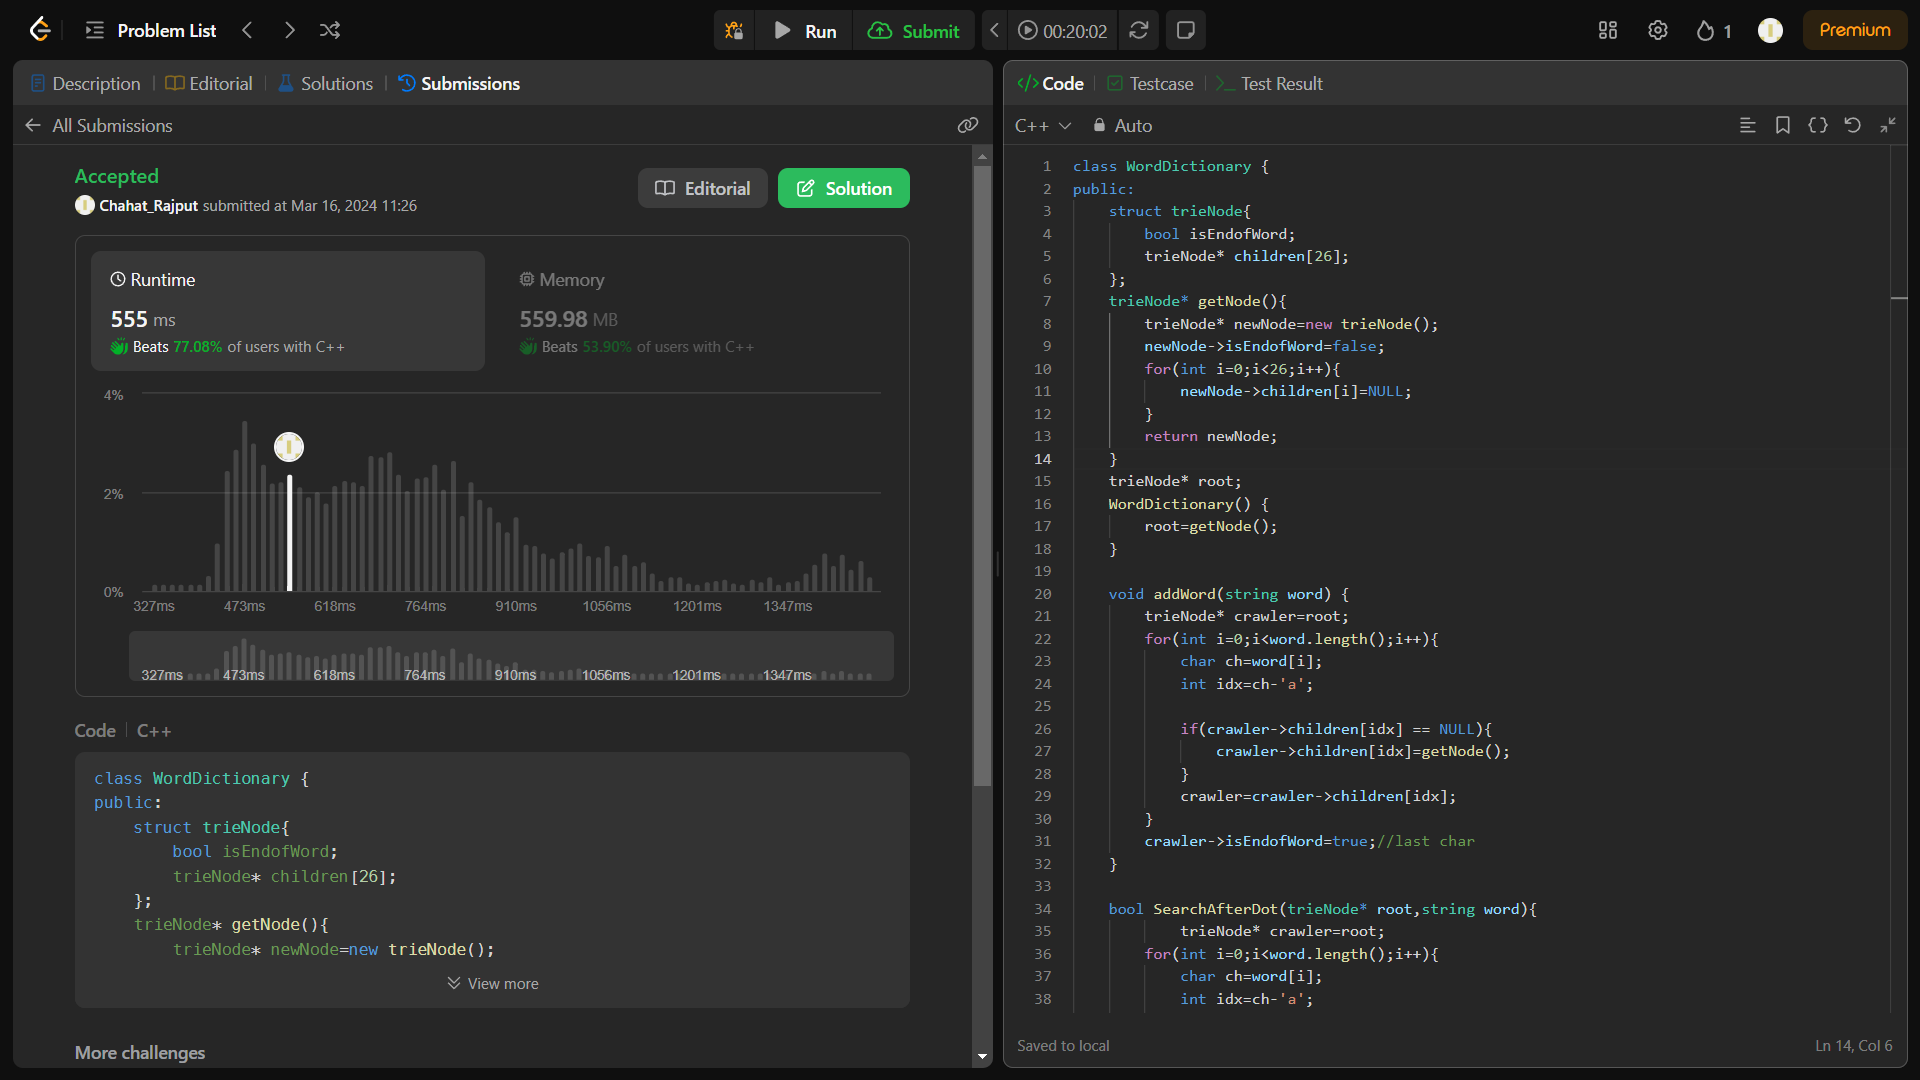 Problem List
Run
Submit
00:20:02
1
Premium
Description
Editorial
Solutions
Submissions
All Submissions
Accepted
Chahat_Rajput submitted at Mar 16, 2024 11:26
Editorial
Solution
Runtime
555 ms
Beats 77.08% of users with C++
Memory
559.98 MB
Beats 53.90% of users with C++
4%
2%
0%
327ms 473ms 618ms 764ms 910ms 1056ms 1201ms 1347ms
327ms 473ms 618ms 764ms 910ms 1056ms 1201ms 1347ms
Code C++
class WordDictionary {
public:
struct trieNode{
bool isEndofWord;
trieNode* children[26];
};
trieNode* getNode(){
trieNode* newNode=new trieNode();
View more
More challenges
</> Code
Testcase
Test Result
C++
Auto
1 class WordDictionary {
2 public:
3 struct trieNode{
4 bool isEndofWord;
5 trieNode* children[26];
6 };
7 trieNode* getNode(){
8 trieNode* newNode=new trieNode();
9 newNode->isEndofWord=false;
10 for(int i=0;i<26;i++){
11 newNode->children[i]=NULL;
12 }
13 return newNode;
14 }
15 trieNode* root;
16 WordDictionary() {
17 root=getNode();
18 }
19
20 void addWord(string word) {
21 trieNode* crawler=root;
22 for(int i=0;i<word.length();i++){
23 char ch=word[i];
24 int idx=ch-'a';
25
26 if(crawler->children[idx] == NULL){
27 crawler->children[idx]=getNode();
28 }
29 crawler=crawler->children[idx];
30 }
31 crawler->isEndofWord=true;//last char
32 }
33
34 bool SearchAfterDot(trieNode* root,string word){
35 trieNode* crawler=root;
36 for(int i=0;i<word.length();i++){
37 char ch=word[i];
38 int idx=ch-'a';
Saved to local
Ln 14, Col 6